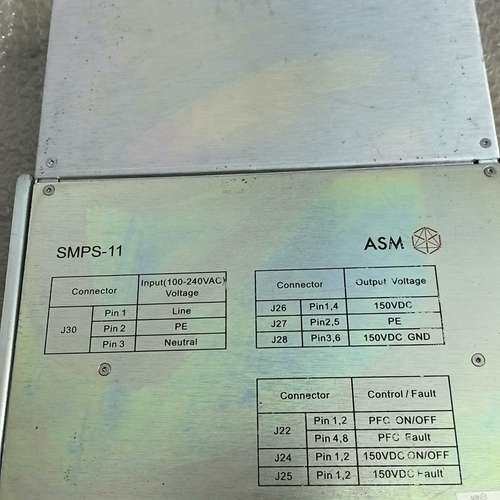 SMPS-11
ASM
Connector Input(100-240VAC) Voltage
J30 Pin 1 Line
Pin 2 PE
Pin 3 Neutral
Connector Output Voltage
J26 Pin1,4 150VDC
J27 Pin2,5 PE
J28 Pin3,6 150VDC GND
Connector Control / Fault
J22 Pin 1,2 PFC ON/OFF
Pin 4,8 PFC Fault
J24 Pin 1,2 150VDC ON/OFF
J25 Pin 1,2 150VDC Fault